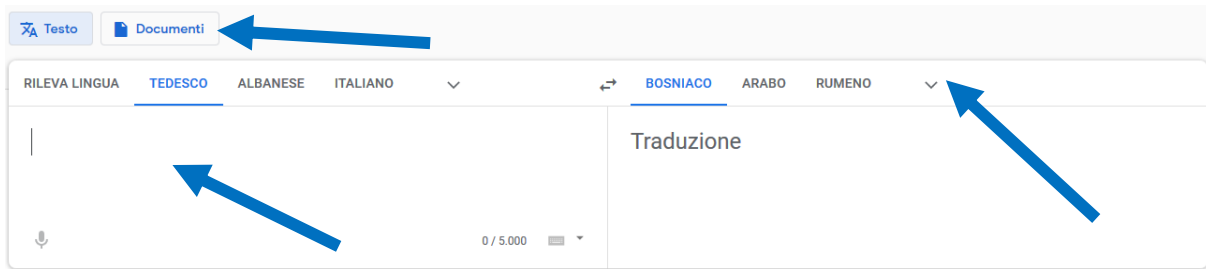 Testo Documenti
RILEVA LINGUA TEDESCO ALBANESE ITALIANO BOSNIACO ARABO RUMENO
Traduzione
0 / 5.000